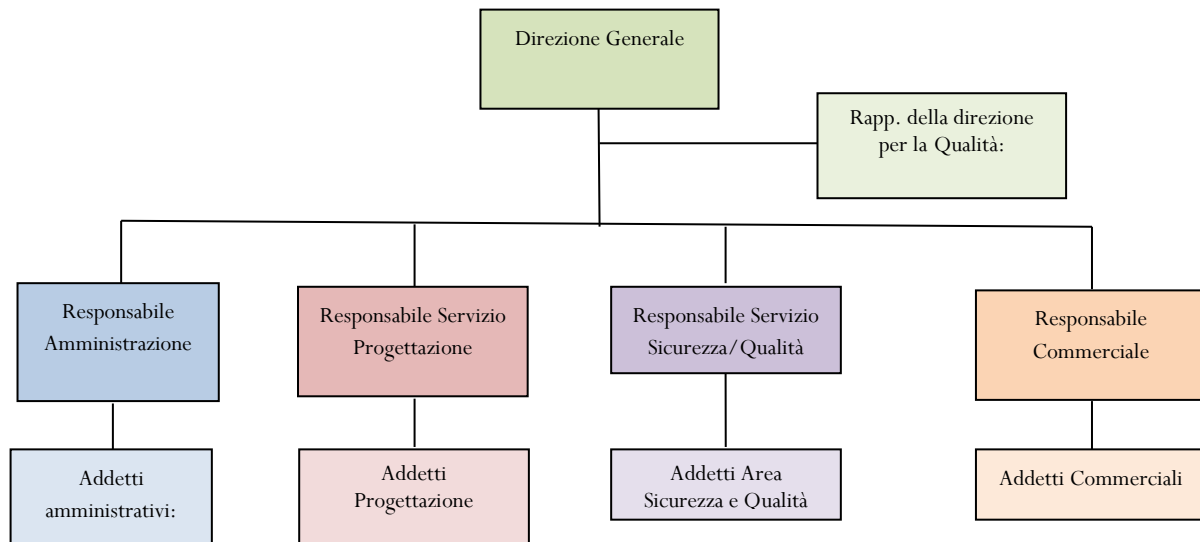 Direzione Generale
Rapp. della direzione
per la Qualità:
Responsabile
Amministrazione
Responsabile Servizio
Progettazione
Responsabile Servizio
Sicurezza/Qualità
Responsabile
Commerciale
Addetti
amministrativi:
Addetti
Progettazione
Addetti Area
Sicurezza e Qualità
Addetti Commerciali